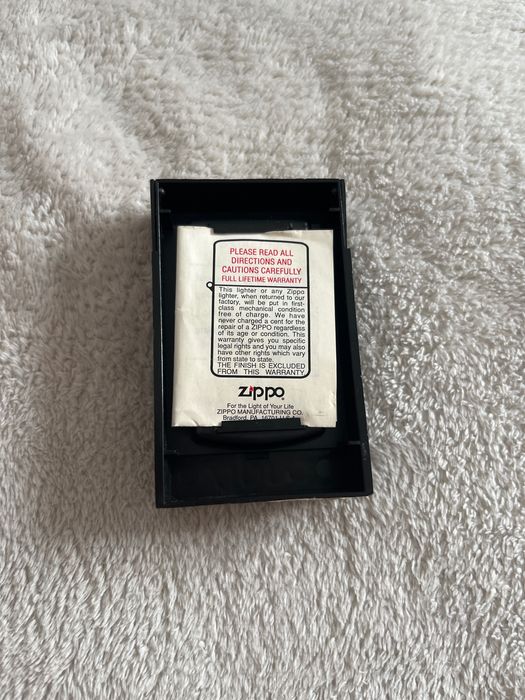 PLEASE READ ALL
DIRECTIONS AND
CAUTIONS CAREFULLY
FULL LIFETIME WARRANTY
This lighter or any Zippo
lighter, when returned to our
factory, will be put in first-
class mechanical condition
free of charge. We have
never charged a cent for the
repair of a ZIPPO regardless
of its age or condition. This
warranty gives you specific
legal rights and you may also
have other rights which vary
from state to state.
THE FINISH IS EXCLUDED
FROM THIS WARRANTY
zippo
For the Light of Your Life
ZIPPO MANUFACTURING CO.
Bradford, PA 16701 U.S.A.